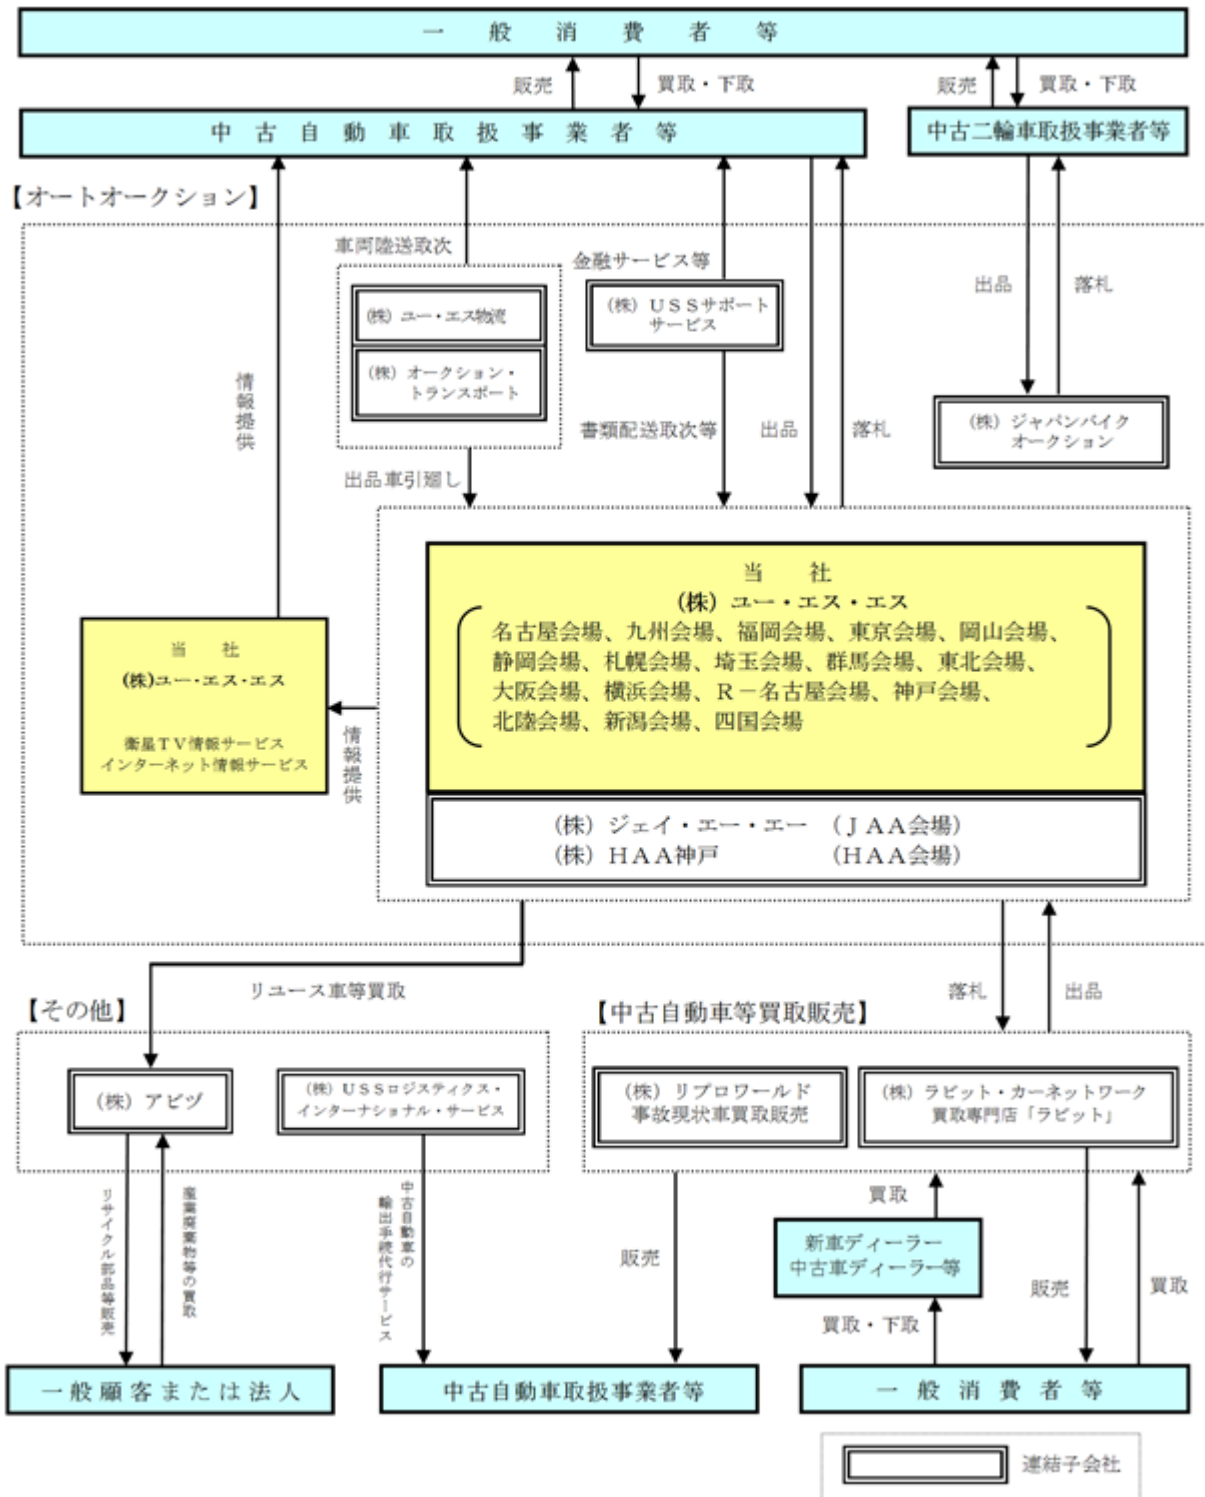 一般消費者等
販売
買取・下取
販売
買取・下取
中古自動車取扱事業者等
中古二輪車取扱事業者等
【オートオークション】
車両陸送取次
金融サービス等
(株) ユー・エス物流
(株) オークション・
トランスポート
(株) ＵＳＳサポート
サービス
出品
落札
情報提供
書類配送取次等
出品
落札
(株) ジャパンバイク
オークション
出品車引廻し
当社
(株) ユー・エス・エス
名古屋会場、九州会場、福岡会場、東京会場、岡山会場、
静岡会場、札幌会場、埼玉会場、群馬会場、東北会場、
大阪会場、横浜会場、Ｒ－名古屋会場、神戸会場、
北陸会場、新潟会場、四国会場
当社
(株)ユー・エス・エス
衛星ＴＶ情報サービス
インターネット情報サービス
情報提供
(株) ジェイ・エー・エー （ＪＡＡ会場）
(株) ＨＡＡ神戸 （ＨＡＡ会場）
リユース車等買取
落札
出品
【その他】
【中古自動車等買取販売】
(株) アビヅ
(株) ＵＳＳロジスティクス・
インターナショナル・サービス
(株) リプロワールド
事故現状車買取販売
(株) ラビット・カーネットワーク
買取専門店「ラビット」
リサイクル部品等販売
産業廃棄物等の買取
中古自動車の
輸出手続代行サービス
販売
買取
新車ディーラー
中古車ディーラー等
買取・下取
販売
買取
一般顧客または法人
中古自動車取扱事業者等
一般消費者等
連結子会社